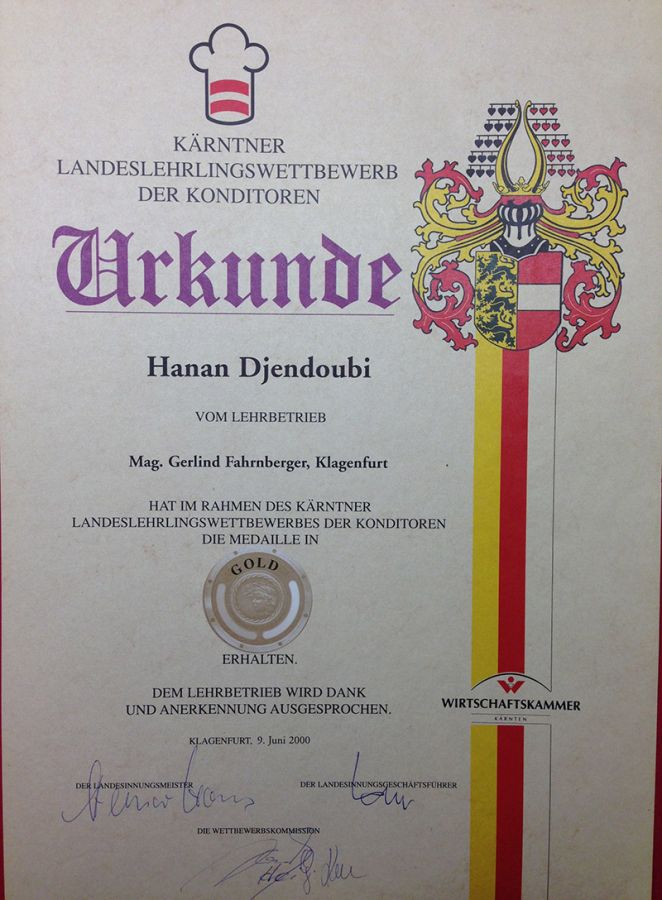 KÄRNTNER
LANDESLEHRLINGSWETTBEWERB
DER KONDITOREN
Urkunde
Hanan Djendoubi
VOM LEHRBETRIEB
Mag. Gerlind Fahrnberger, Klagenfurt
HAT IM RAHMEN DES KÄRNTNER
LANDESLEHRLINGSWETTBEWERBES DER KONDITOREN
DIE MEDAILLE IN
GOLD
ERHALTEN.
DEM LEHRBETRIEB WIRD DANK
UND ANERKENNUNG AUSGESPROCHEN.
WIRTSCHAFTSKAMMER
KÄRNTEN
KLAGENFURT, 9. Juni 2000
DER LANDESINNUNGSMEISTER
DER LANDESINNUNGSGESCHÄFTSFÜHRER
DIE WETTBEWERBSKOMMISSION